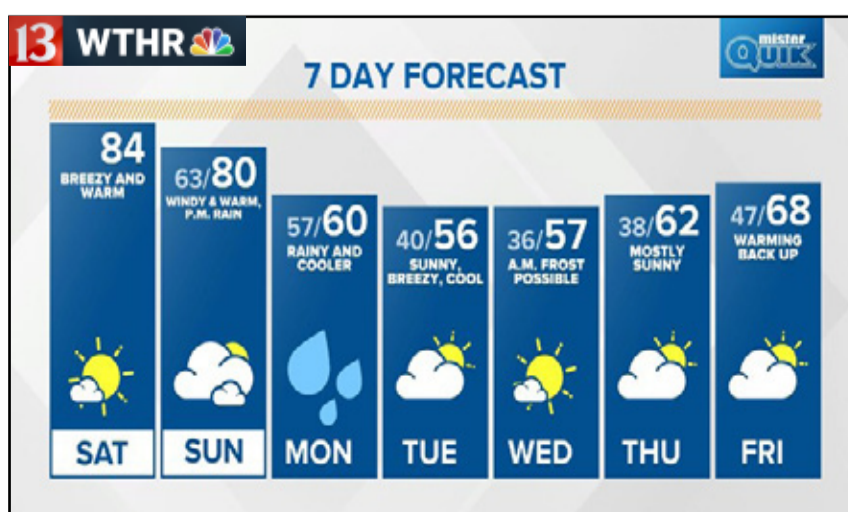 13 WTHR
mister
QUIK
7 DAY FORECAST
84
BREEZY AND
WARM
SAT
63/80
WINDY & WARM,
P.M. RAIN
SUN
57/60
RAINY AND
COOLER
MON
40/56
SUNNY,
BREEZY, COOL
TUE
36/57
A.M. FROST
POSSIBLE
WED
38/62
MOSTLY
SUNNY
THU
47/68
WARMING
BACK UP
FRI